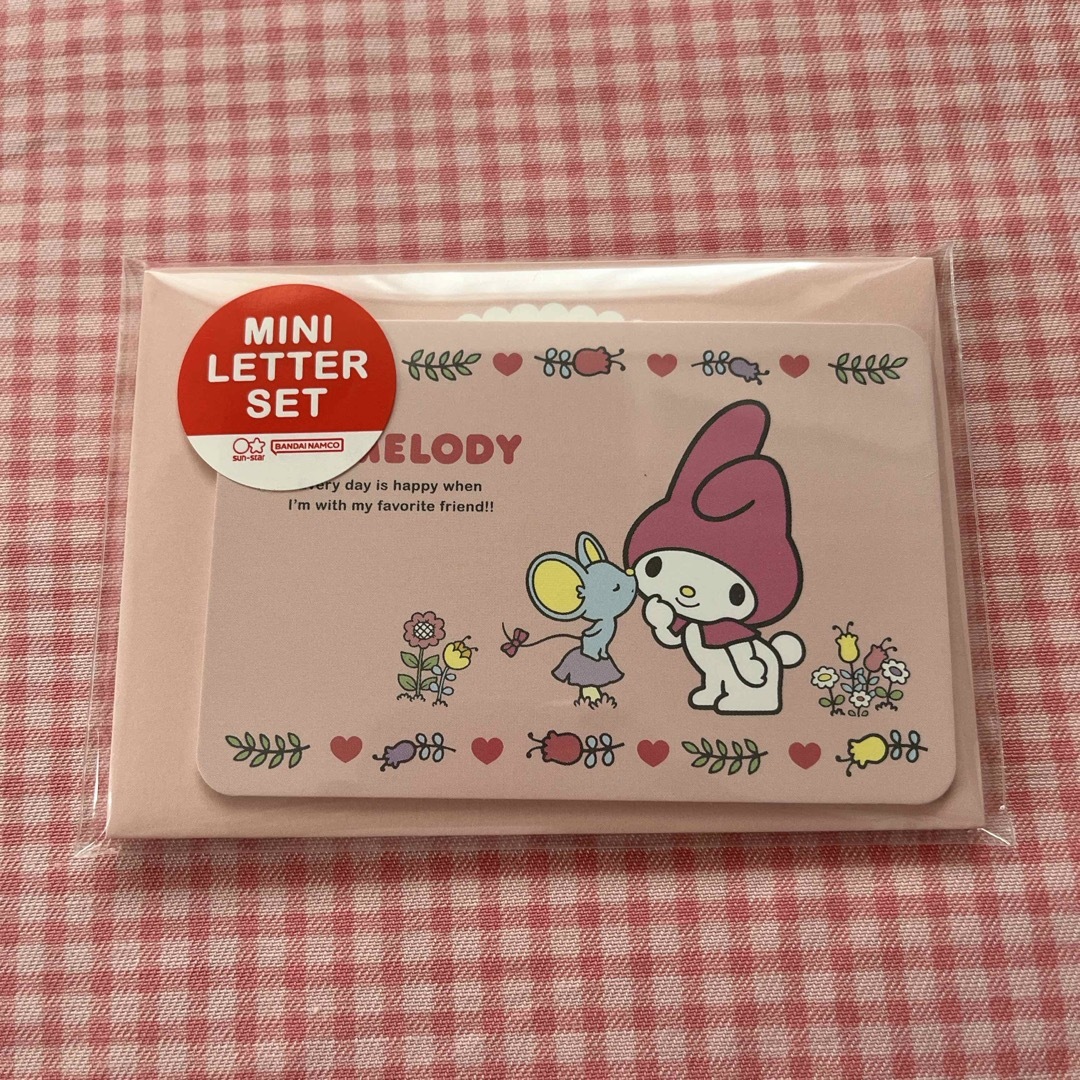 MINI
LETTER
SET
sun-star
BANDAI NAMCO
MELODY
very day is happy when
I'm with my favorite friend!!